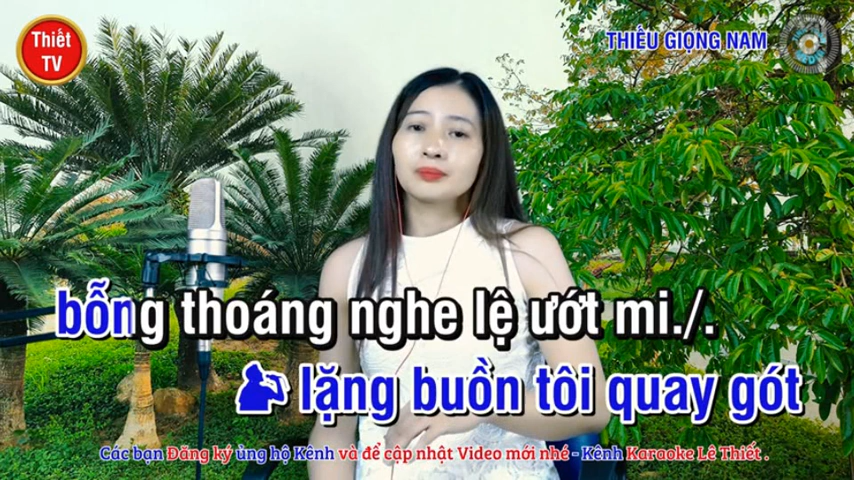 Thiết
TV
THIẾU GIỌNG NAM
bỗng thoáng nghe lệ ướt mi./.
lặng buồn tôi quay gót
Các bạn Đăng ký ủng hộ Kênh và để cập nhật Video mới nhé - Kênh Karaoke Lê Thiết .